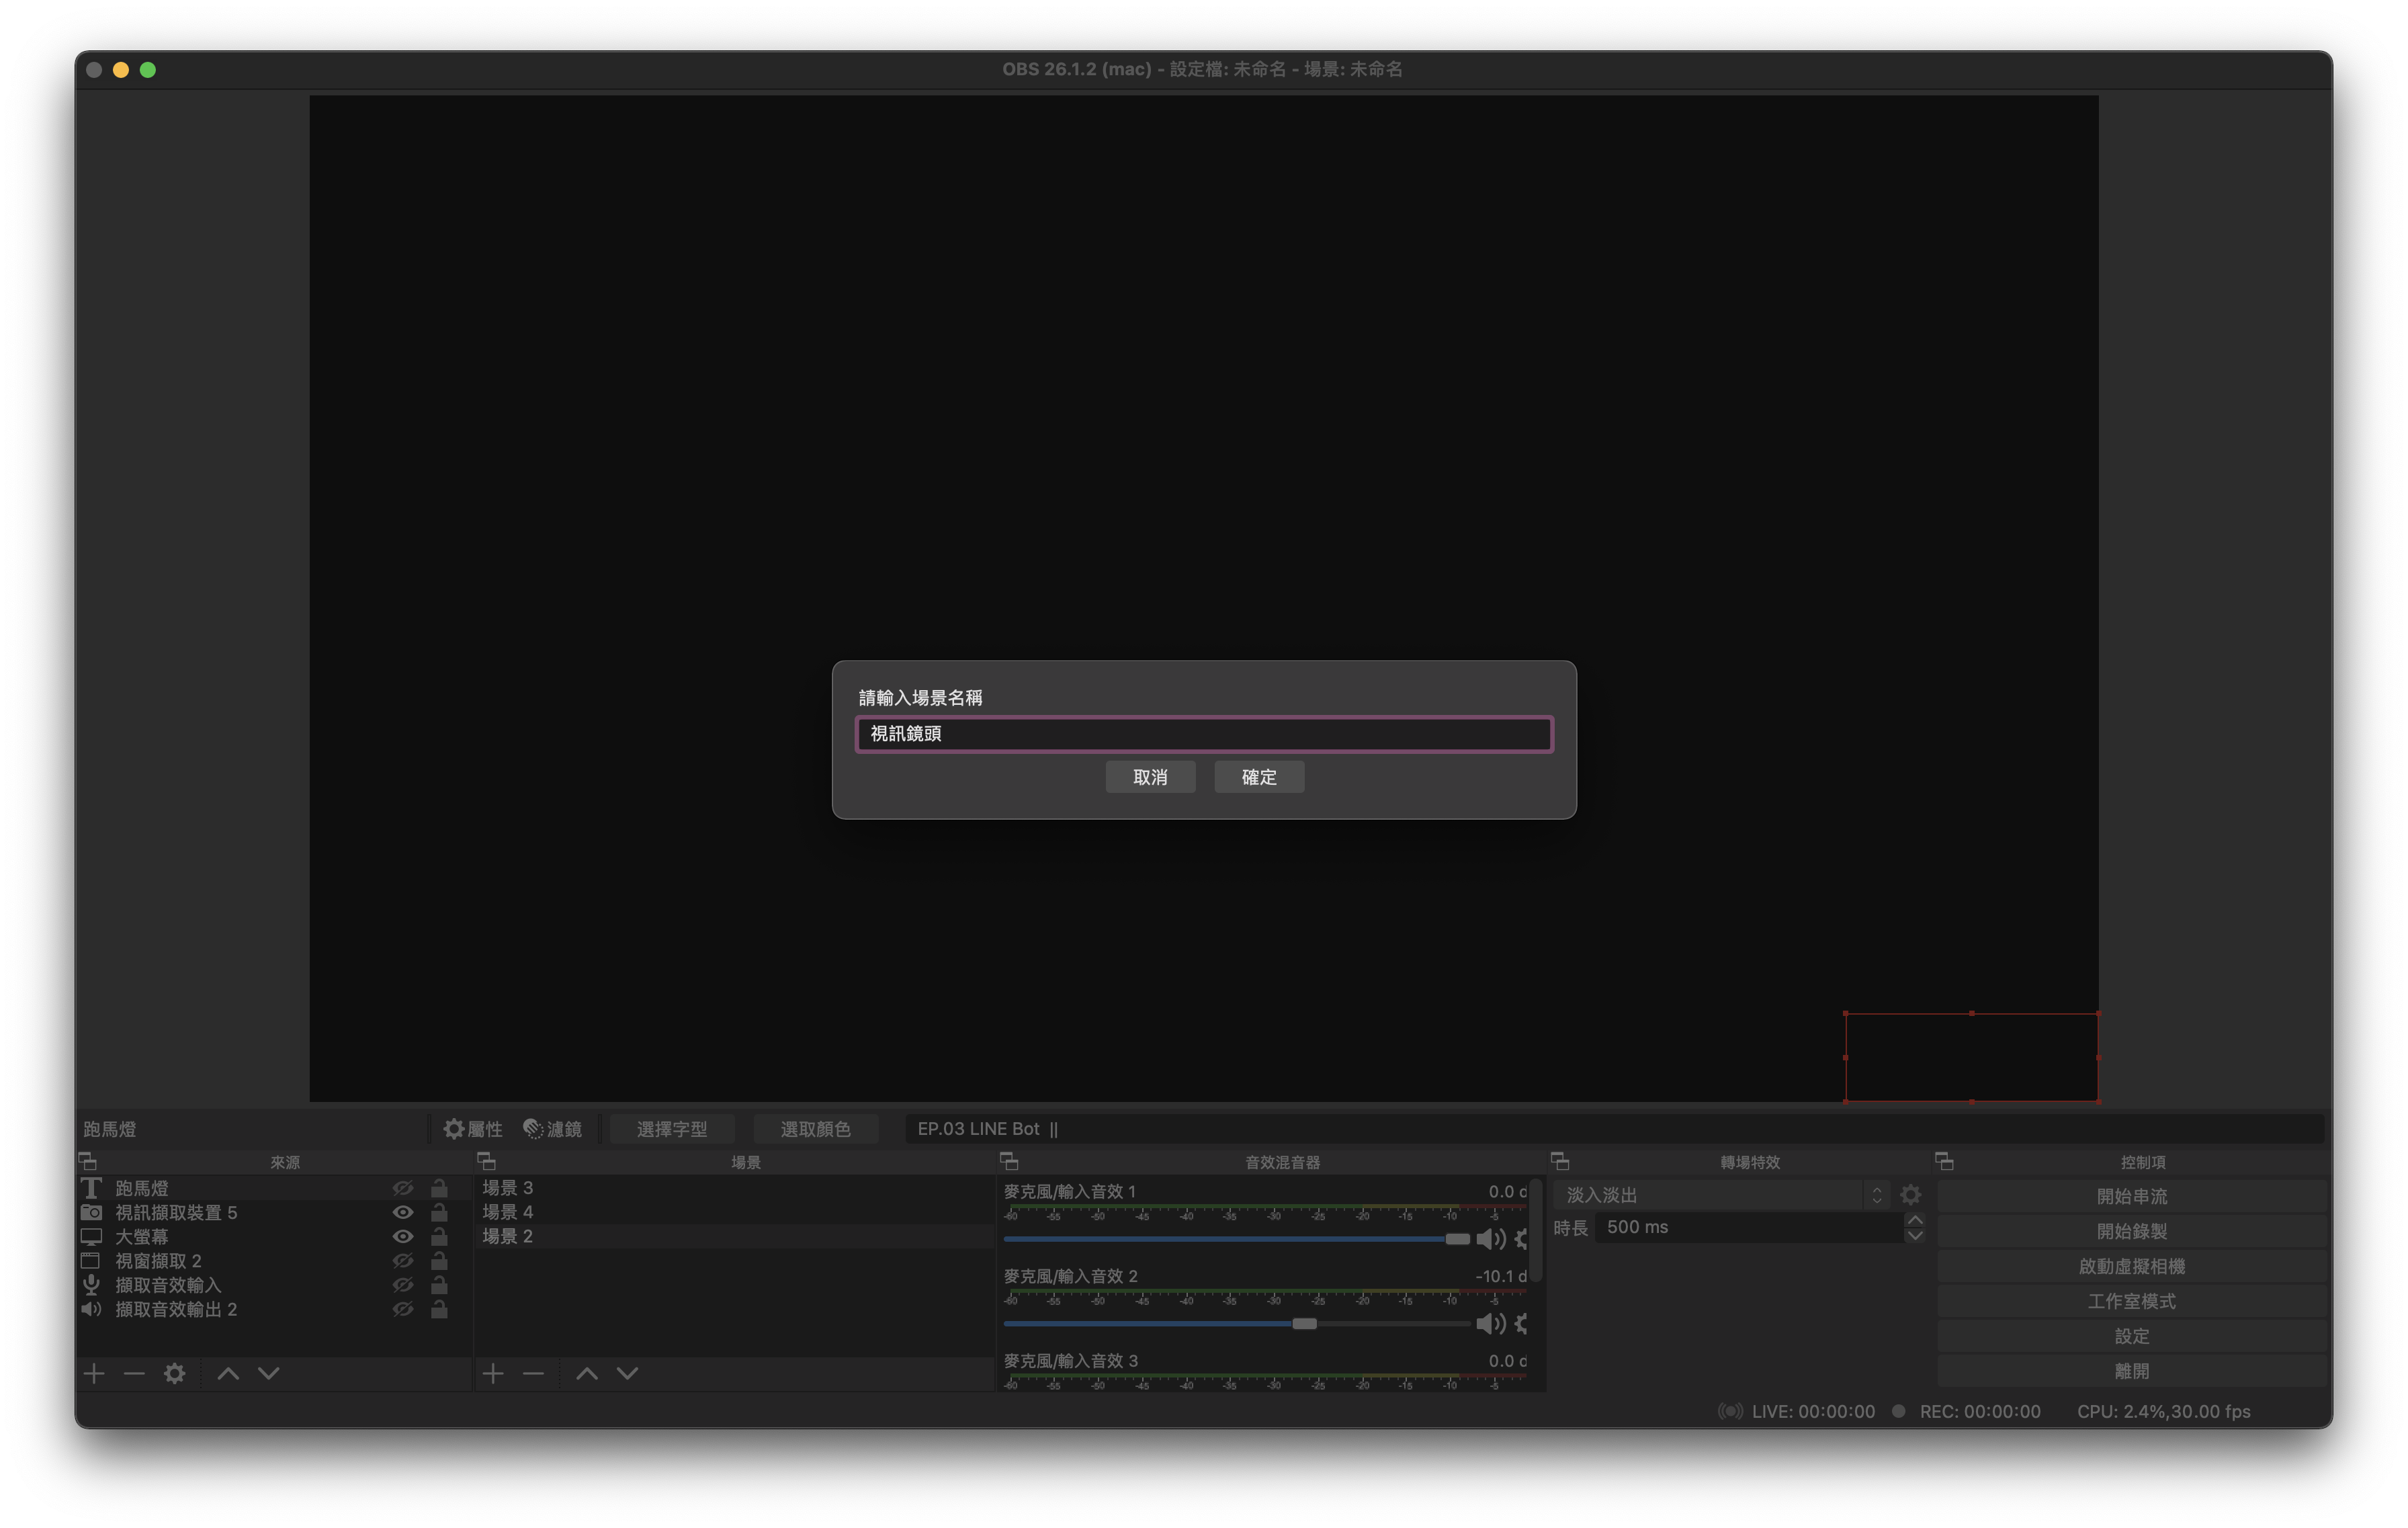 OBS 26.1.2 (mac) - 設定檔: 未命名 - 場景: 未命名
請輸入場景名稱
視訊鏡頭
取消 確定
跑馬燈 屬性 濾鏡 選擇字型 選取顏色 EP.03 LINE Bot ||
來源
跑馬燈
視訊擷取裝置 5
大螢幕
視窗擷取 2
擷取音效輸入
擷取音效輸出 2
場景
場景 3
場景 4
場景 2
音效混音器
麥克風/輸入音效 1 0.0 d
-60 -55 -50 -45 -40 -35 -30 -25 -20 -15 -10 -5
麥克風/輸入音效 2 -10.1 d
-60 -55 -50 -45 -40 -35 -30 -25 -20 -15 -10 -5
麥克風/輸入音效 3 0.0 d
-60 -55 -50 -45 -40 -35 -30 -25 -20 -15 -10 -5
轉場特效
淡入淡出
時長 500 ms
控制項
開始串流
開始錄製
啟動虛擬相機
工作室模式
設定
離開
LIVE: 00:00:00 REC: 00:00:00 CPU: 2.4%,30.00 fps